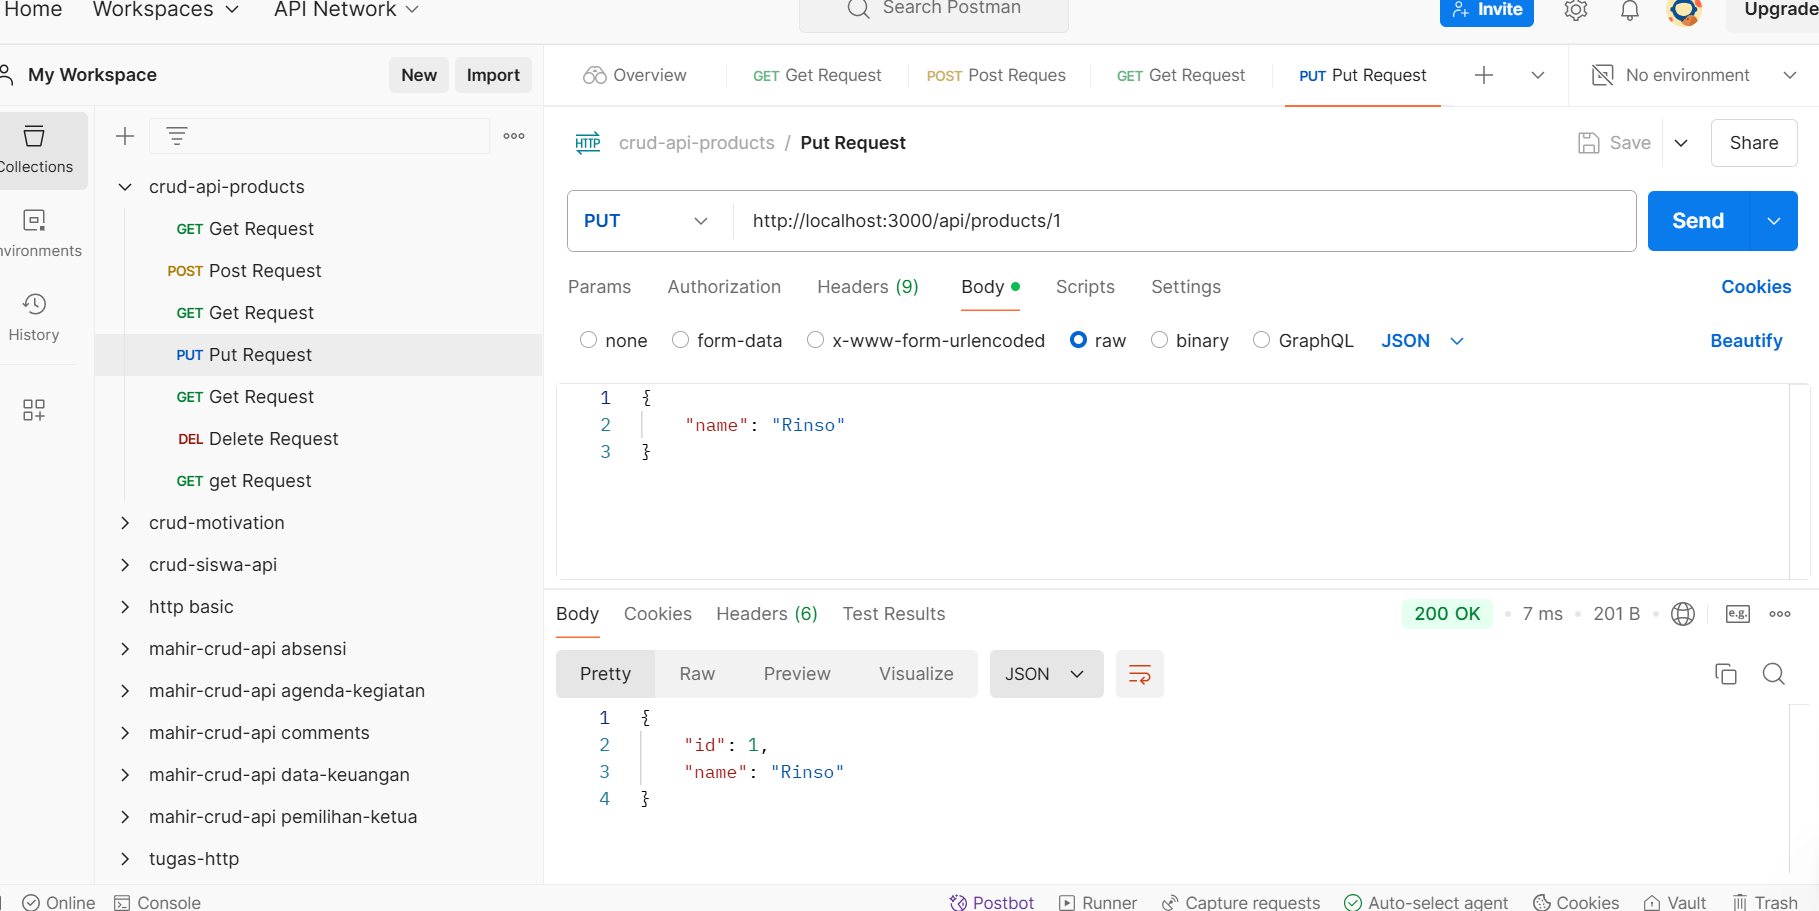 Home Workspaces API Network Search Postman Invite Upgrade
My Workspace New Import Overview GET Get Request POST Post Reques GET Get Request PUT Put Request No environment
Collections
nvironments
History
crud-api-products
GET Get Request
POST Post Request
GET Get Request
PUT Put Request
GET Get Request
DEL Delete Request
GET get Request
crud-motivation
crud-siswa-api
http basic
mahir-crud-api absensi
mahir-crud-api agenda-kegiatan
mahir-crud-api comments
mahir-crud-api data-keuangan
mahir-crud-api pemilihan-ketua
tugas-http
HTTP crud-api-products / Put Request Save Share
PUT http://localhost:3000/api/products/1 Send
Params Authorization Headers (9) Body Scripts Settings Cookies
none form-data x-www-form-urlencoded raw binary GraphQL JSON Beautify
1 {
2 "name": "Rinso"
3 }
Body Cookies Headers (6) Test Results 200 OK 7 ms 201 B e.g.
Pretty Raw Preview Visualize JSON
1 {
2 "id": 1,
3 "name": "Rinso"
4 }
Online Console Postbot Runner Capture requests Auto-select agent Cookies Vault Trash